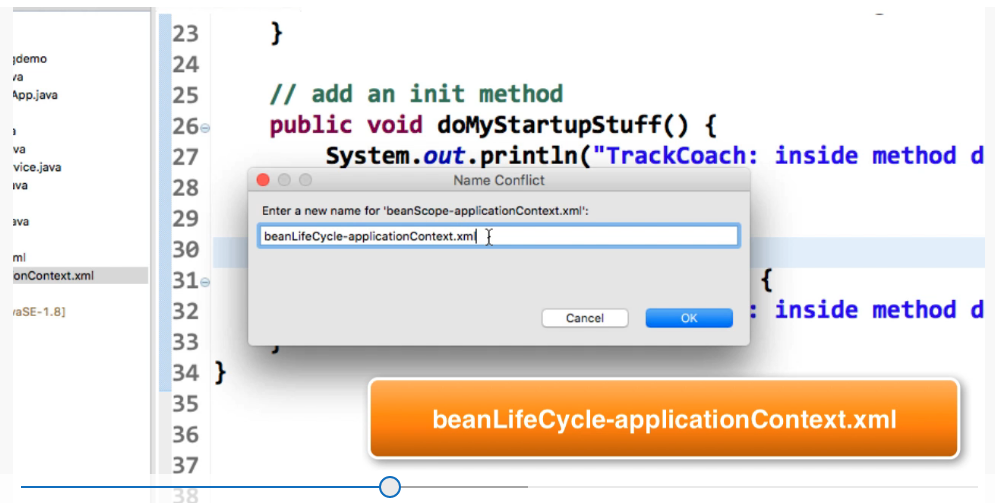 gdemo
va
App.java
a
va
vice.java
ava
ava
ml
onContext.xml
vaSE-1.8]
23 }
24
25 // add an init method
26 public void doMyStartupStuff() {
27 System.out.println("TrackCoach: inside method d
28
29
30
31 {
32 : inside method d
33
34 }
35
36
37
38
Name Conflict
Enter a new name for 'beanScope-applicationContext.xml':
beanLifeCycle-applicationContext.xml
Cancel
OK
beanLifeCycle-applicationContext.xml